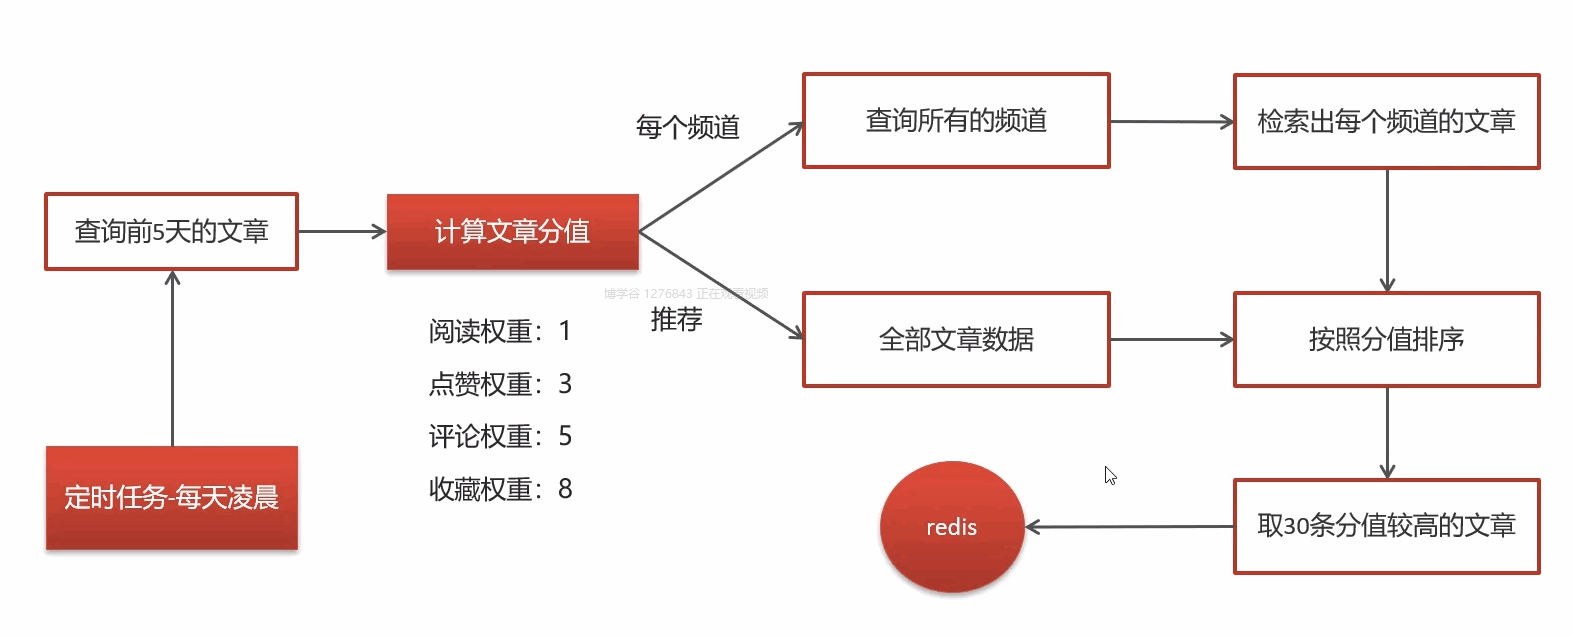 每个频道
查询所有的频道
检索出每个频道的文章
查询前5天的文章
计算文章分值
博学谷 1276843 正在观看视频
推荐
全部文章数据
按照分值排序
阅读权重：1
点赞权重：3
评论权重：5
收藏权重：8
定时任务-每天凌晨
redis
取30条分值较高的文章